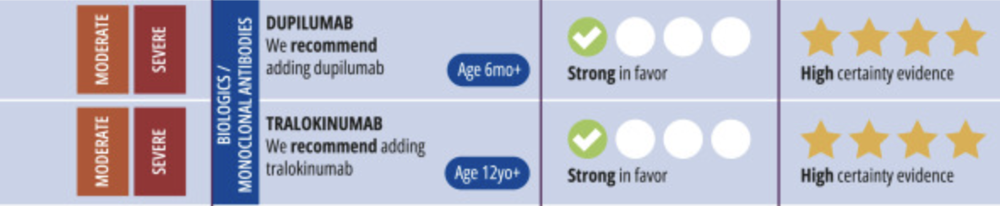 MODERATE
SEVERE
BIOLOGICS /
MONOCLONAL ANTIBODIES
DUPILUMAB
We recommend
adding dupilumab
Age 6mo+
Strong in favor
High certainty evidence
MODERATE
SEVERE
TRALOKINUMAB
We recommend adding
tralokinumab
Age 12yo+
Strong in favor
High certainty evidence